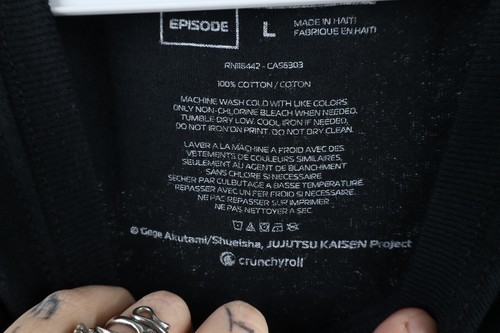 EPISODE
L
MADE IN HAITI
FABRIQUE EN HAITI
RN116442 - CA56303
100% COTTON / COTON
MACHINE WASH COLD WITH LIKE COLORS
ONLY NON-CHLORINE BLEACH WHEN NEEDED.
TUMBLE DRY LOW. COOL IRON IF NEEDED,
DO NOT IRON ON PRINT. DO NOT DRY CLEAN.
LAVER A LA MACHINE A FROID AVEC DES
VETEMENTS DE COULEURS SIMILAIRES,
SEULEMENT AU AGENT DE BLANCHIMENT
SANS CHLORE SI NECESSAIRE
SECHER PAR CULBUTAGE A BASSE TEMPERATURE.
REPASSER AVEC UN FER FROID SI NECESSAIRE.
NE PAS REPASSER SUR IMPRIMER
NE PAS NETTOYER A SEC
© Gege Akutami/Shueisha, JUJUTSU KAISEN Project
crunchyroll